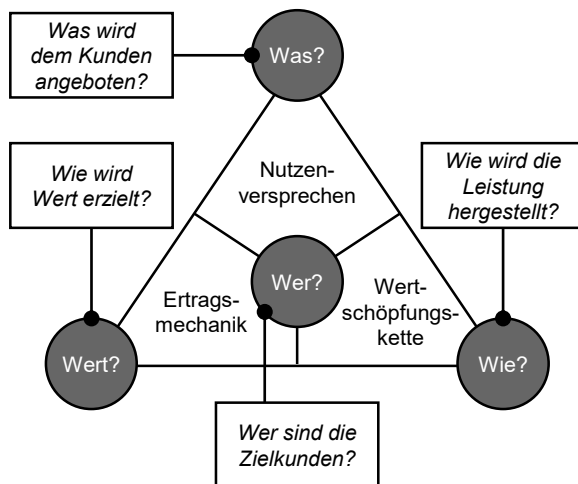 Was wird
dem Kunden
angeboten?
Was?
Wie wird
Wert erzielt?
Nutzen-
versprechen
Wie wird die
Leistung
hergestellt?
Wer?
Ertrags-
mechanik
Wert-
schöpfungs-
kette
Wert?
Wie?
Wer sind die
Zielkunden?